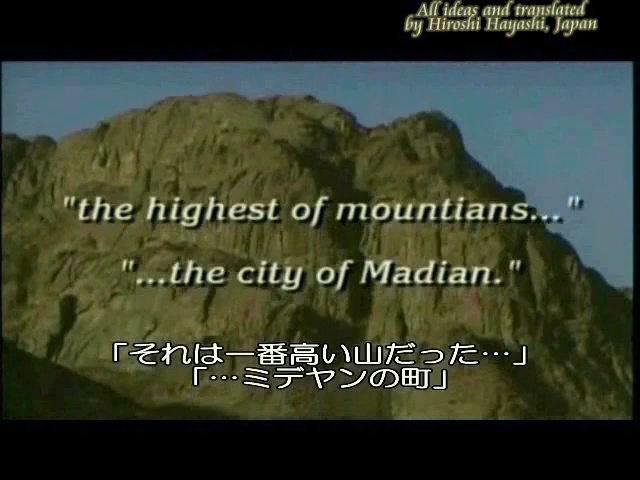 All ideas and translated
by Hiroshi Hayashi, Japan
"the highest of mountians..."
"...the city of Madian."
「それは一番高い山だった…」
「…ミデヤンの町」